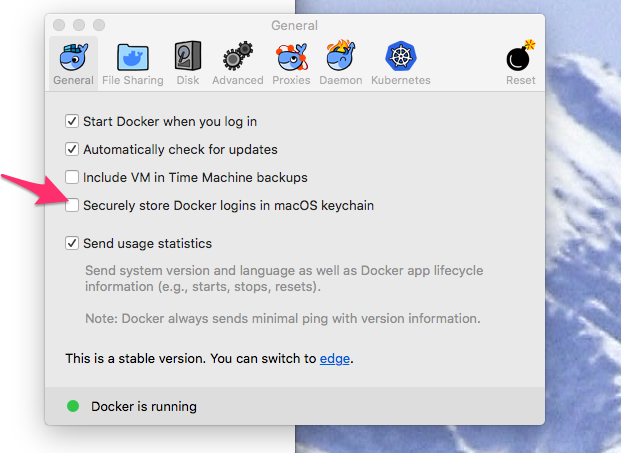 General
General
File Sharing
Disk
Advanced
Proxies
Daemon
Kubernetes
Reset
Start Docker when you log in
Automatically check for updates
Include VM in Time Machine backups
Securely store Docker logins in macOS keychain
Send usage statistics
Send system version and language as well as Docker app lifecycle
information (e.g., starts, stops, resets).
Note: Docker always sends minimal ping with version information.
This is a stable version. You can switch to edge.
Docker is running